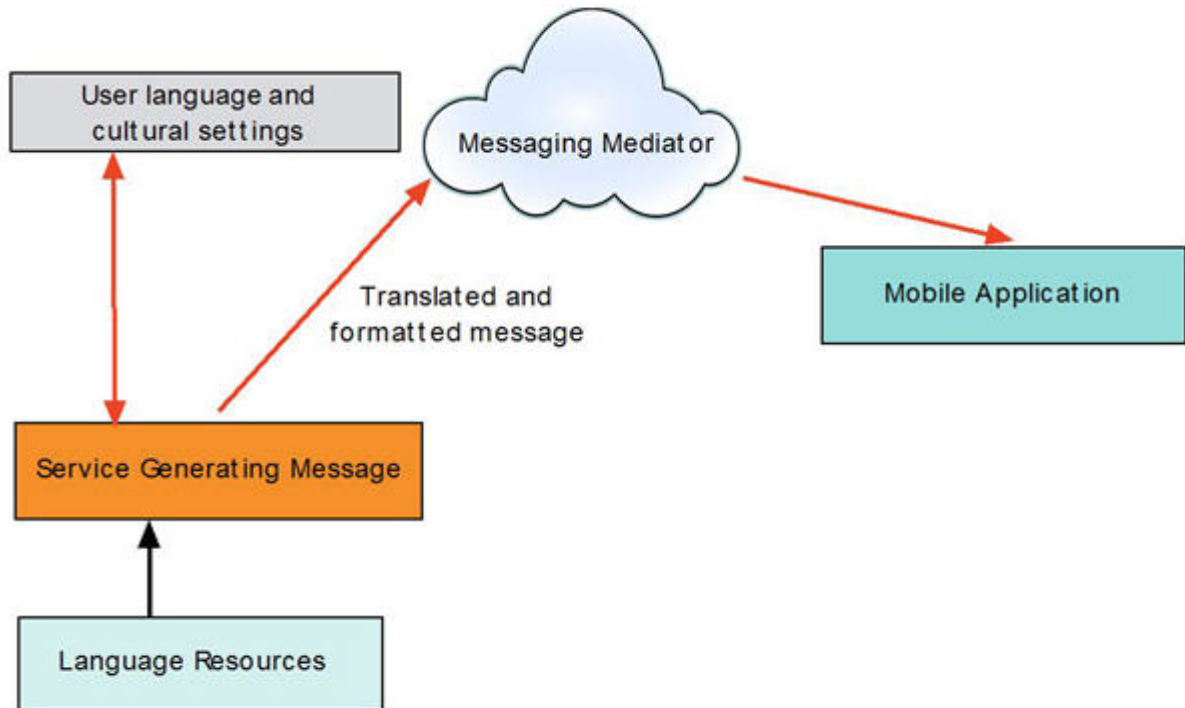 User language and
cultural settings
Messaging Mediator
Translated and
formatted message
Mobile Application
Service Generating Message
Language Resources